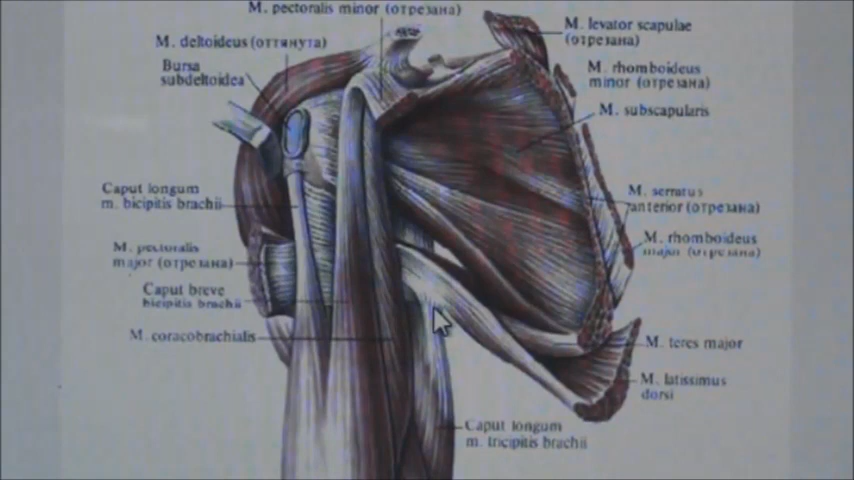 M. pectoralis minor (отрезана)
M. deltoideus (оттянута)
Bursa
subdeltoidea
Caput longum
m. bicipitis brachii
M. pectoralis
major (отрезана)
Caput breve
bicipitis brachii
M. coracobrachialis
M. levator scapulae
(отрезана)
M. rhomboideus
minor (отрезана)
M. subscapularis
M. serratus
anterior (отрезана)
M. rhomboideus
major (отрезана)
M. teres major
M. latissimus
dorsi
Caput longum
m. tricipitis brachii